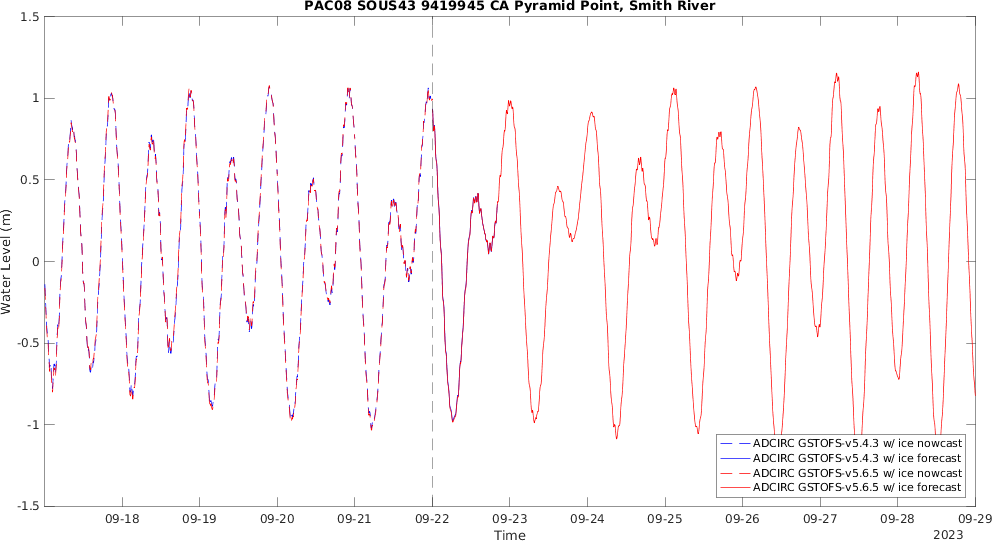 PAC08 SOUS43 9419945 CA Pyramid Point, Smith River
1.5
1
0.5
0
-0.5
-1
-1.5
Water Level (m)
ADCIRC GSTOFS-v5.4.3 w/ ice nowcast
ADCIRC GSTOFS-v5.4.3 w/ ice forecast
ADCIRC GSTOFS-v5.6.5 w/ ice nowcast
ADCIRC GSTOFS-v5.6.5 w/ ice forecast
09-18 09-19 09-20 09-21 09-22 09-23 09-24 09-25 09-26 09-27 09-28 09-29
Time
2023